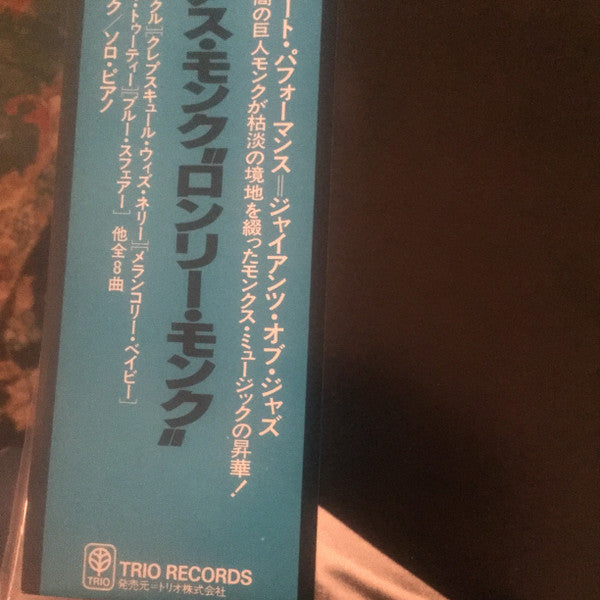 ート・パフォーマンス=ジャイアンツ・オブ・ジャズ
の巨人モンクが枯淡の境地を綴ったモンクス・ミュージックの昇華!
ス・モンク"ロンリー・モンク"
クル][クレプスキュール・ウィズ・ネリー][メランコリー・ベイビー]
・トゥーティー][ブルー・スフェアー] 他全8曲
ク/ソロ・ピアノ
TRIO
TRIO RECORDS
発売元=トリオ株式会社